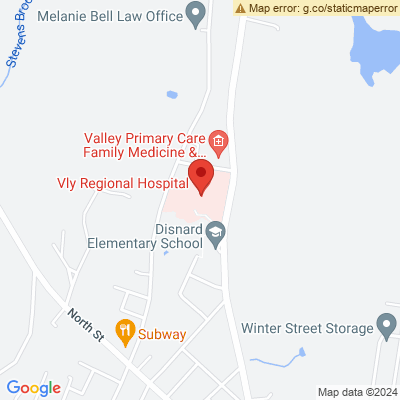 Map error: g.co/staticmaperror
Stevens Broo
Melanie Bell Law Office
Valley Primary Care
Family Medicine &...
Vly Regional Hospital
Disnard
Elementary School
North St
Subway
Winter Street Storage
Google
Map data ©2024